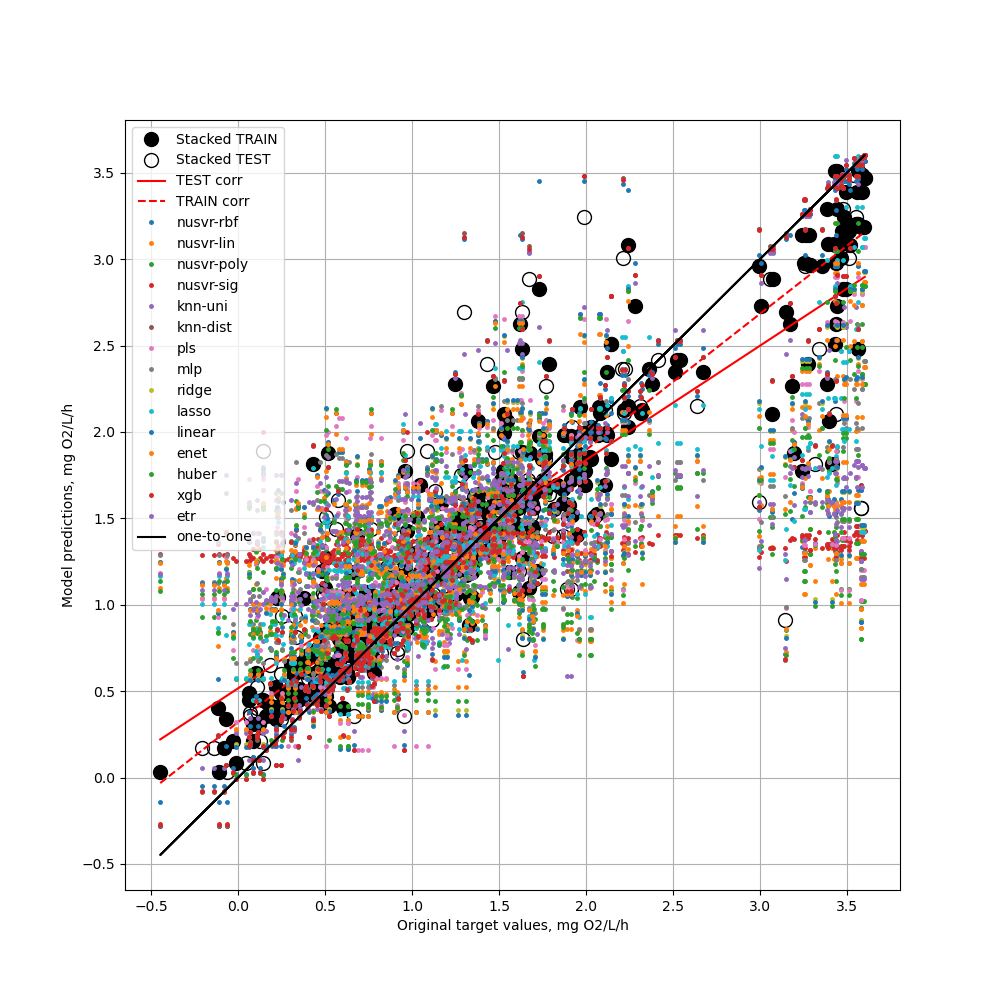 Stacked TRAIN
Stacked TEST
TEST corr
TRAIN corr
nusvr-rbf
nusvr-lin
nusvr-poly
nusvr-sig
knn-uni
knn-dist
pls
mlp
ridge
lasso
linear
enet
huber
xgb
etr
one-to-one
3.5
3.0
2.5
2.0
1.5
1.0
0.5
0.0
−0.5
Model predictions, mg O2/L/h
−0.5 0.0 0.5 1.0 1.5 2.0 2.5 3.0 3.5
Original target values, mg O2/L/h